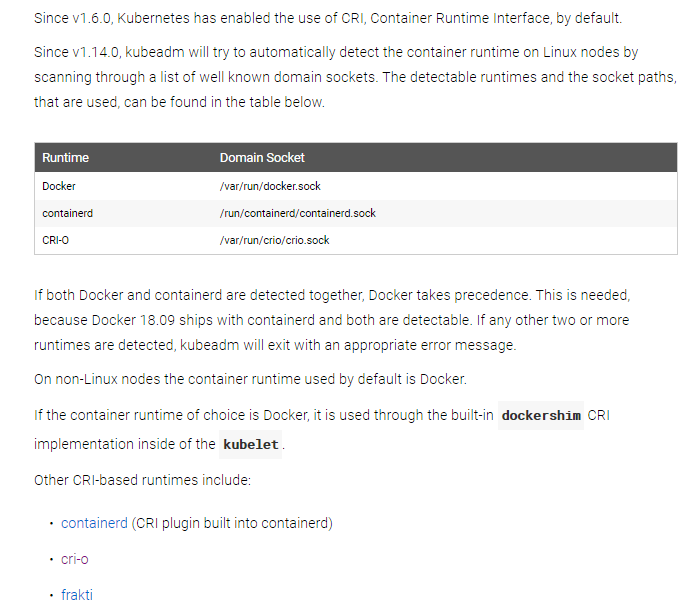 Since v1.6.0, Kubernetes has enabled the use of CRI, Container Runtime Interface, by default.
Since v1.14.0, kubeadm will try to automatically detect the container runtime on Linux nodes by
scanning through a list of well known domain sockets. The detectable runtimes and the socket paths,
that are used, can be found in the table below.
Runtime Domain Socket
Docker /var/run/docker.sock
containerd /run/containerd/containerd.sock
CRI-O /var/run/crio/crio.sock
If both Docker and containerd are detected together, Docker takes precedence. This is needed,
because Docker 18.09 ships with containerd and both are detectable. If any other two or more
runtimes are detected, kubeadm will exit with an appropriate error message.
On non-Linux nodes the container runtime used by default is Docker.
If the container runtime of choice is Docker, it is used through the built-in dockershim CRI
implementation inside of the kubelet.
Other CRI-based runtimes include:
• containerd (CRI plugin built into containerd)
• cri-o
• frakti